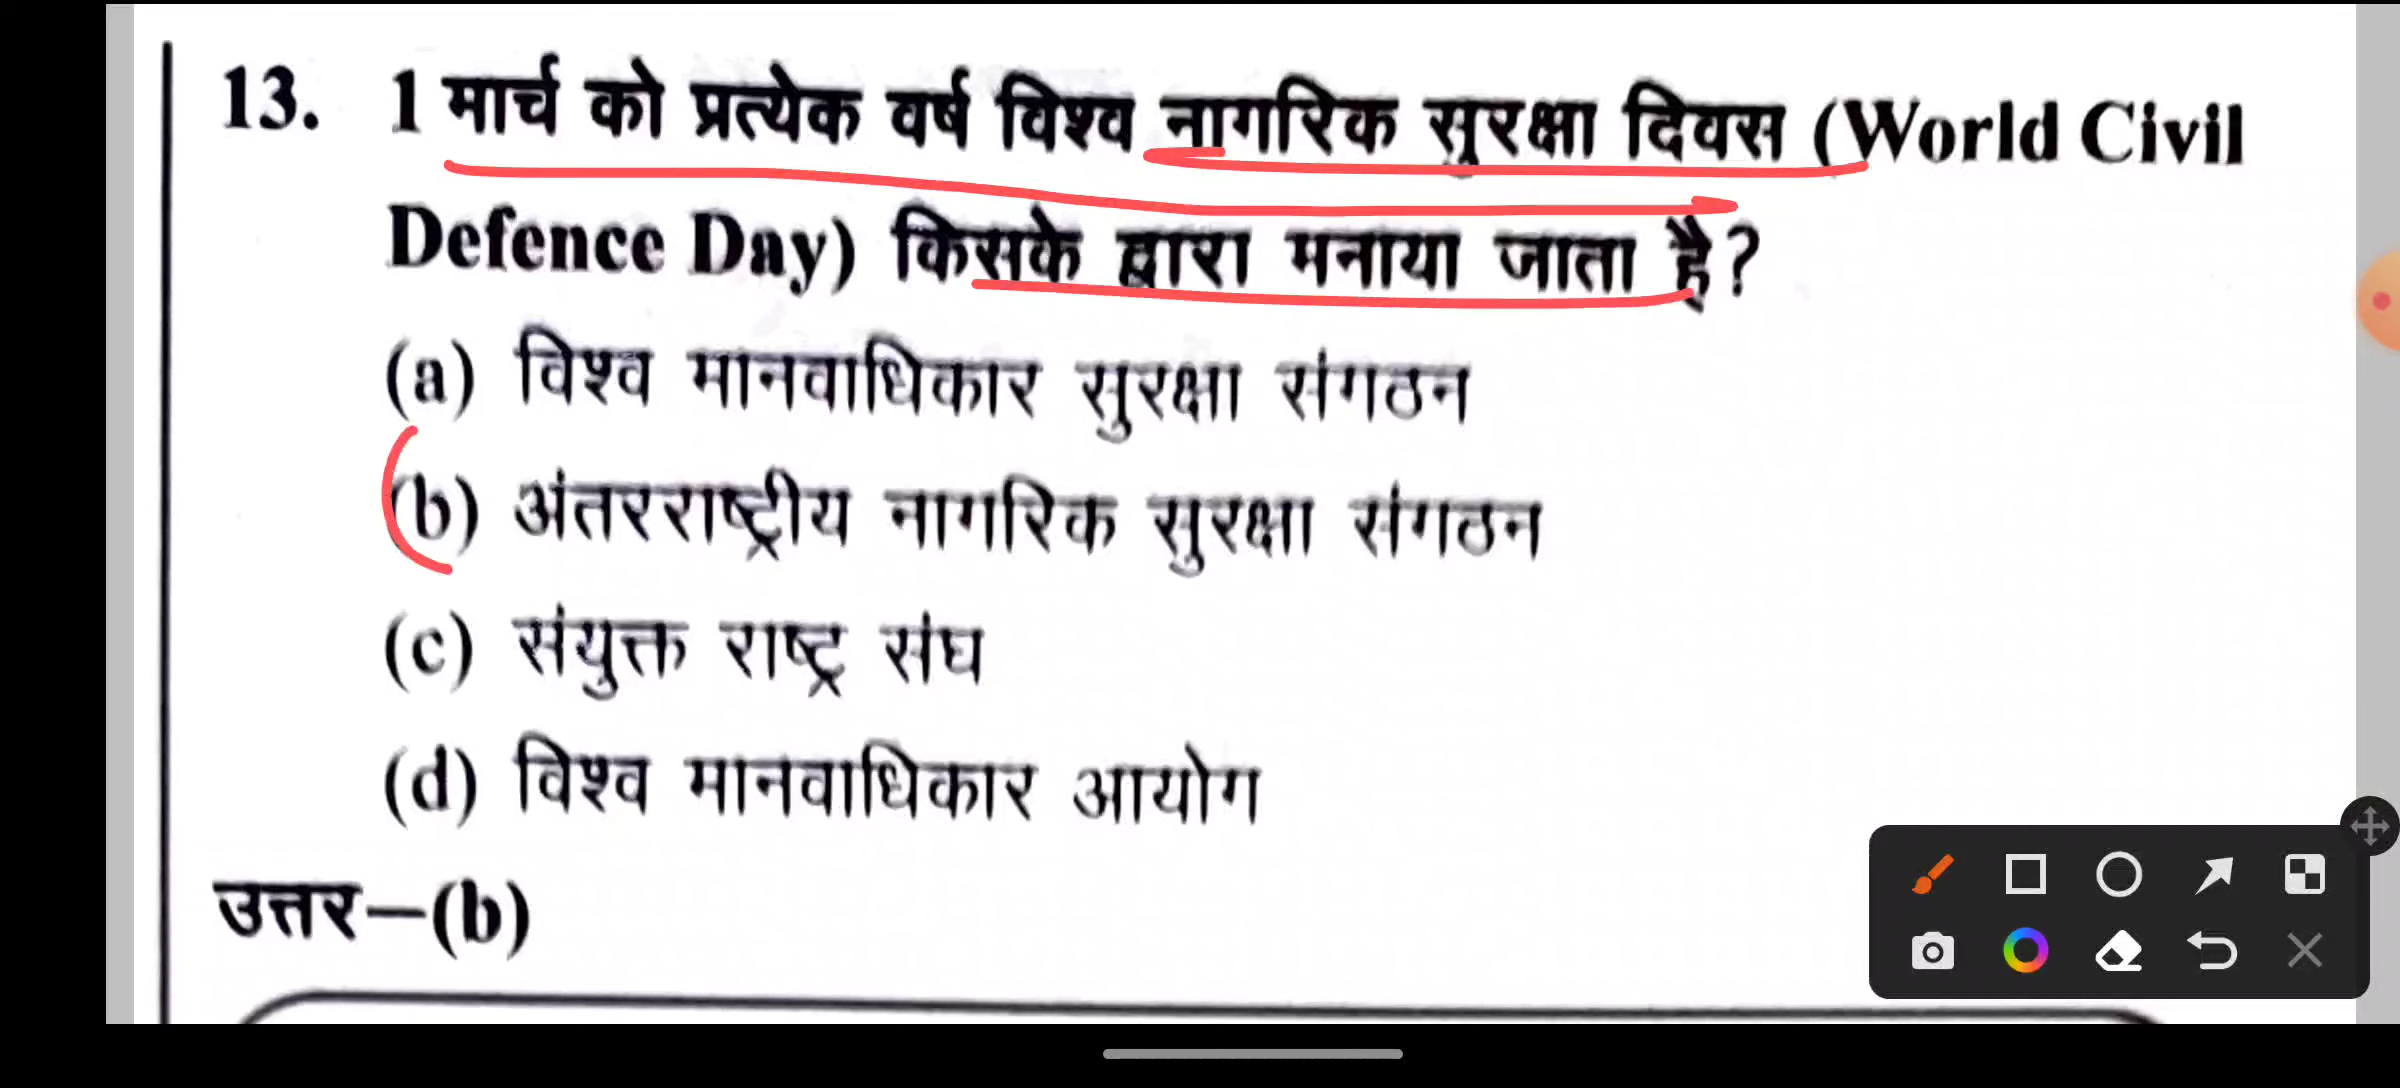 13. 1 मार्च को प्रत्येक वर्ष विश्व नागरिक सुरक्षा दिवस (World Civil
Defence Day) किसके द्वारा मनाया जाता है?
(a) विश्व मानवाधिकार सुरक्षा संगठन
(b) अंतरराष्ट्रीय नागरिक सुरक्षा संगठन
(c) संयुक्त राष्ट्र संघ
(d) विश्व मानवाधिकार आयोग
उत्तर–(b)